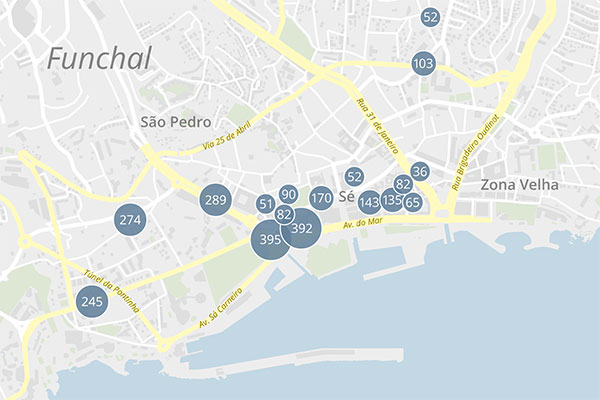 52
Funchal
103
São Pedro
Via 25 de Abril
Rua 31 de Janeiro
Rua Brigadeiro Oudinot
36
52
82
Zona Velha
90
170
Sé
289
51
143
135
65
82
274
395
392
Av. do Mar
245
Túnel da Pontinha
Av. Sá Carneiro